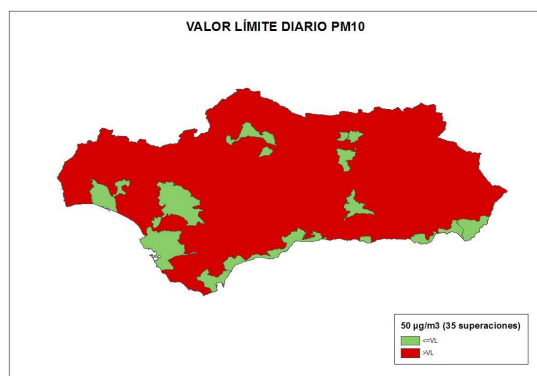 VALOR LÍMITE DIARIO PM10
50 µg/m3 (35 superaciones)
<=VL
>VL